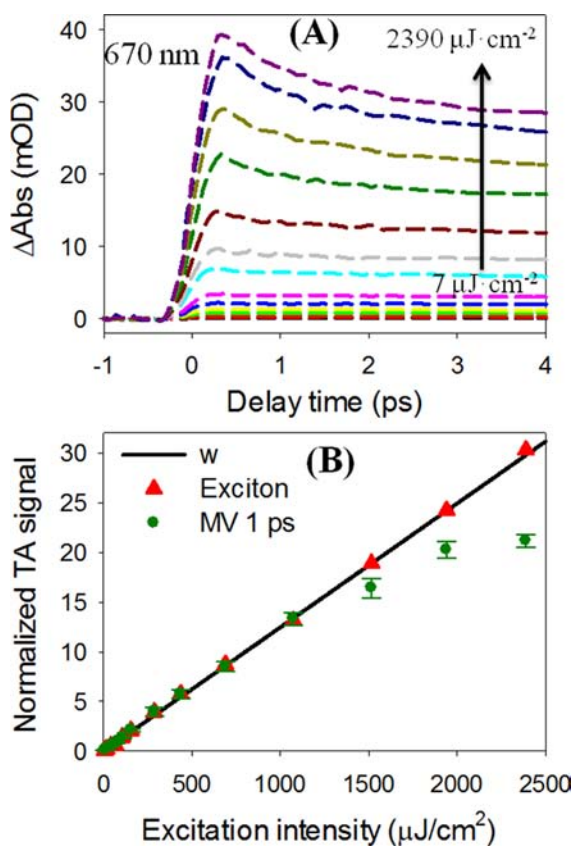 (A)
670 nm
2390 μJ·cm-2
7 μJ·cm-2
ΔAbs (mOD)
40
30
20
10
0
-1 0 1 2 3 4
Delay time (ps)
(B)
w
Exciton
MV 1 ps
Normalized TA signal
30
25
20
15
10
5
0
0 500 1000 1500 2000 2500
Excitation intensity (μJ/cm2)